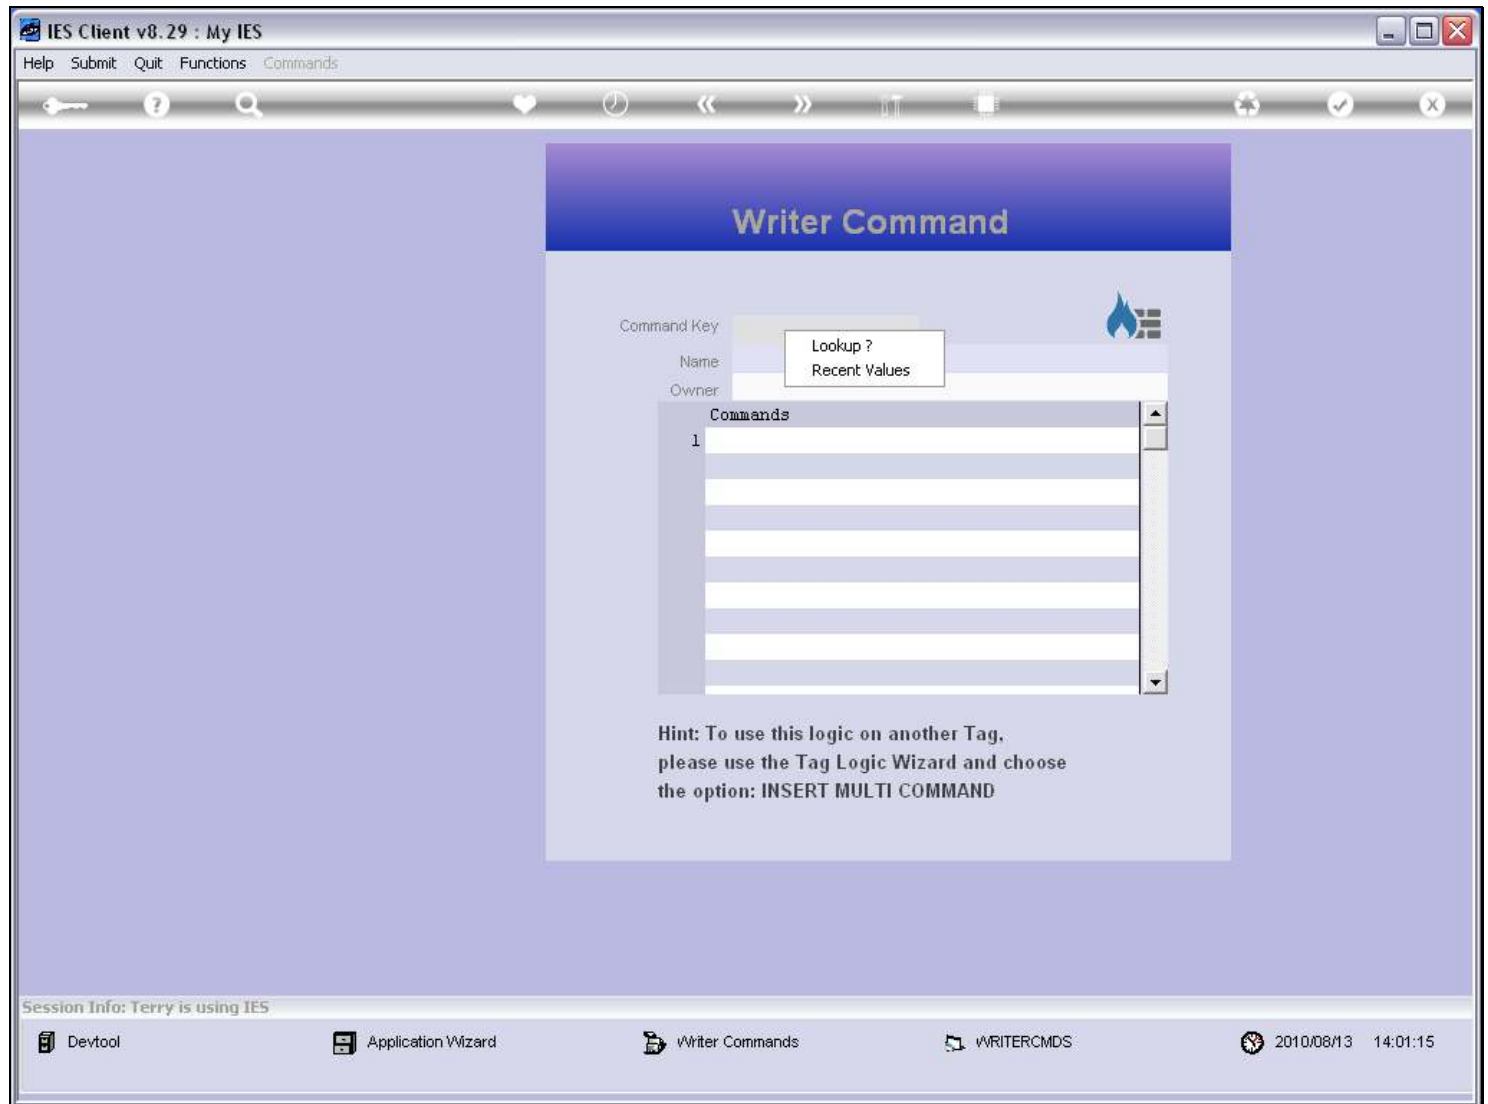 IES Client v8.29 : My IES
Help Submit Quit Functions Commands
Writer Command
Command Key
Lookup ?
Name
Recent Values
Owner
Commands
1
Hint: To use this logic on another Tag,
please use the Tag Logic Wizard and choose
the option: INSERT MULTI COMMAND
Session Info: Terry is using IES
Devtool Application Wizard Writer Commands WRITERCMDS 2010/08/13 14:01:15